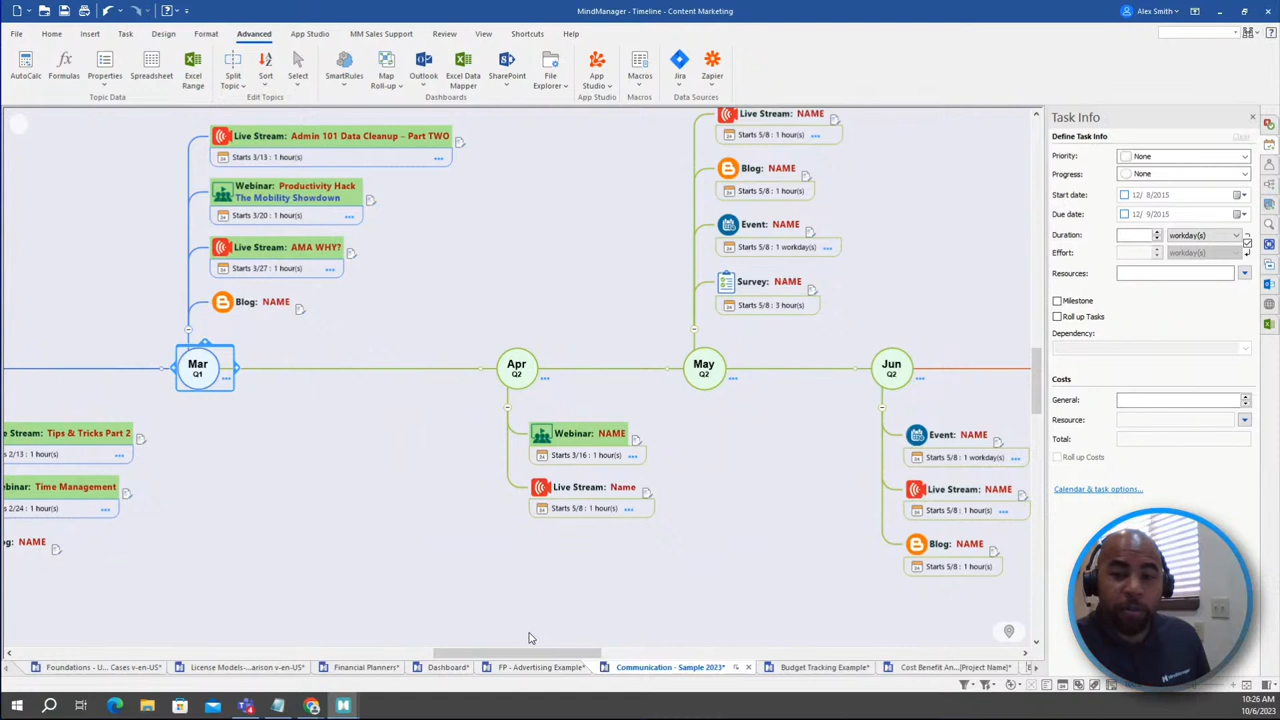 MindManager - Timeline - Content Marketing
Alex Smith
File Home Insert Task Design Format Advanced App Studio MM Sales Support Review View Shortcuts Help
AutoCalc Formulas Properties Spreadsheet Excel Range
Split Topic Sort Select
SmartRules Map Roll-up Outlook Excel Data Mapper SharePoint File Explorer
App Studio Macros Jira Zapier
Topic Data Edit Topics Dashboards App Studio Macros Data Sources
Live Stream: Admin 101 Data Cleanup – Part TWO
Starts 3/13 : 1 hour(s)
Webinar: Productivity Hack
The Mobility Showdown
Starts 3/20 : 1 hour(s)
Live Stream: AMA WHY?
Starts 3/27 : 1 hour(s)
Blog: NAME
Live Stream: NAME
Starts 5/8 : 1 hour(s)
Blog: NAME
Starts 5/8 : 1 hour(s)
Event: NAME
Starts 5/8 : 1 workday(s)
Survey: NAME
Starts 5/8 : 3 hour(s)
Mar
Q1
Apr
Q2
May
Q2
Jun
Q2
e Stream: Tips & Tricks Part 2
s 2/13 : 1 hour(s)
ebinar: Time Management
s 2/24 : 1 hour(s)
og: NAME
Webinar: NAME
Starts 3/16 : 1 hour(s)
Live Stream: Name
Starts 5/8 : 1 hour(s)
Event: NAME
Starts 5/8 : 1 workday(s)
Live Stream: NAME
Starts 5/8 : 1 hour(s)
Blog: NAME
Starts 5/8 : 1 hour(s)
Task Info
Define Task Info
Clear
Priority: None
Progress: None
Start date: 12/ 8/2015
Due date: 12/ 9/2015
Duration: workday(s)
Effort: workday(s)
Resources:
Milestone
Roll up Tasks
Dependency:
Costs
General:
Resource:
Total:
Roll up Costs
Calendar & task options...
Foundations - U... Cases v-en-US*
License Models-...arison v-en-US*
Financial Planners*
Dashboard*
FP - Advertising Example*
Communication - Sample 2023*
Budget Tracking Example*
Cost Benefit An...[Project Name]*
10:26 AM
10/6/2023